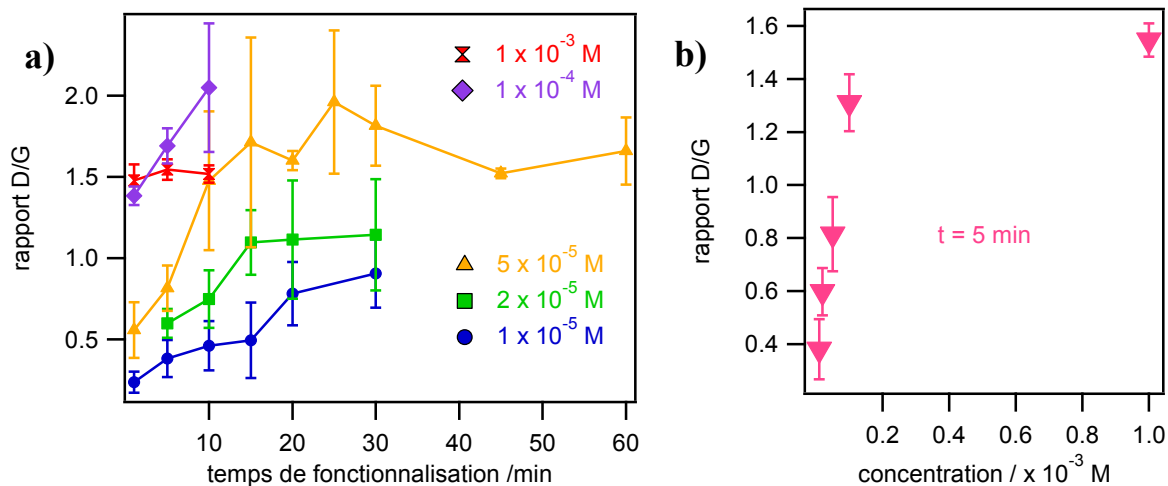 a)
1 x 10⁻³ M
1 x 10⁻⁴ M
5 x 10⁻⁵ M
2 x 10⁻⁵ M
1 x 10⁻⁵ M
rapport D/G
2.0
1.5
1.0
0.5
10
20
30
40
50
60
temps de fonctionnalisation /min
b)
t = 5 min
rapport D/G
1.6
1.4
1.2
1.0
0.8
0.6
0.4
0.2
0.4
0.6
0.8
1.0
concentration / x 10⁻³ M